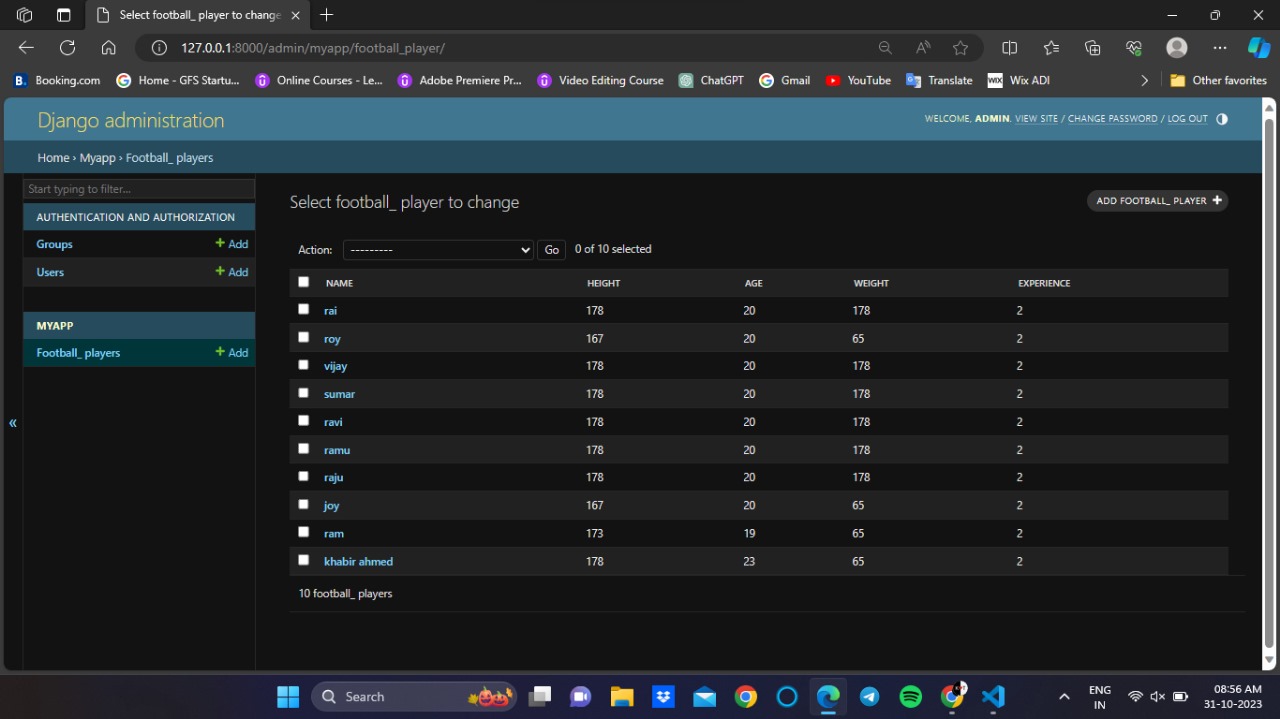 Select football_ player to change
127.0.0.1:8000/admin/myapp/football_player/
Booking.com Home - GFS Startu... Online Courses - Le... Adobe Premiere Pr... Video Editing Course ChatGPT Gmail YouTube Translate Wix ADI Other favorites
Django administration
WELCOME, ADMIN. VIEW SITE / CHANGE PASSWORD / LOG OUT
Home › Myapp › Football_ players
Start typing to filter...
AUTHENTICATION AND AUTHORIZATION
Groups + Add
Users + Add
MYAPP
Football_ players + Add
«
Select football_ player to change
ADD FOOTBALL_ PLAYER +
Action: --------- Go 0 of 10 selected
NAME HEIGHT AGE WEIGHT EXPERIENCE
rai 178 20 178 2
roy 167 20 65 2
vijay 178 20 178 2
sumar 178 20 178 2
ravi 178 20 178 2
ramu 178 20 178 2
raju 178 20 178 2
joy 167 20 65 2
ram 173 19 65 2
khabir ahmed 178 23 65 2
10 football_ players
Search
ENG
IN
08:56 AM
31-10-2023